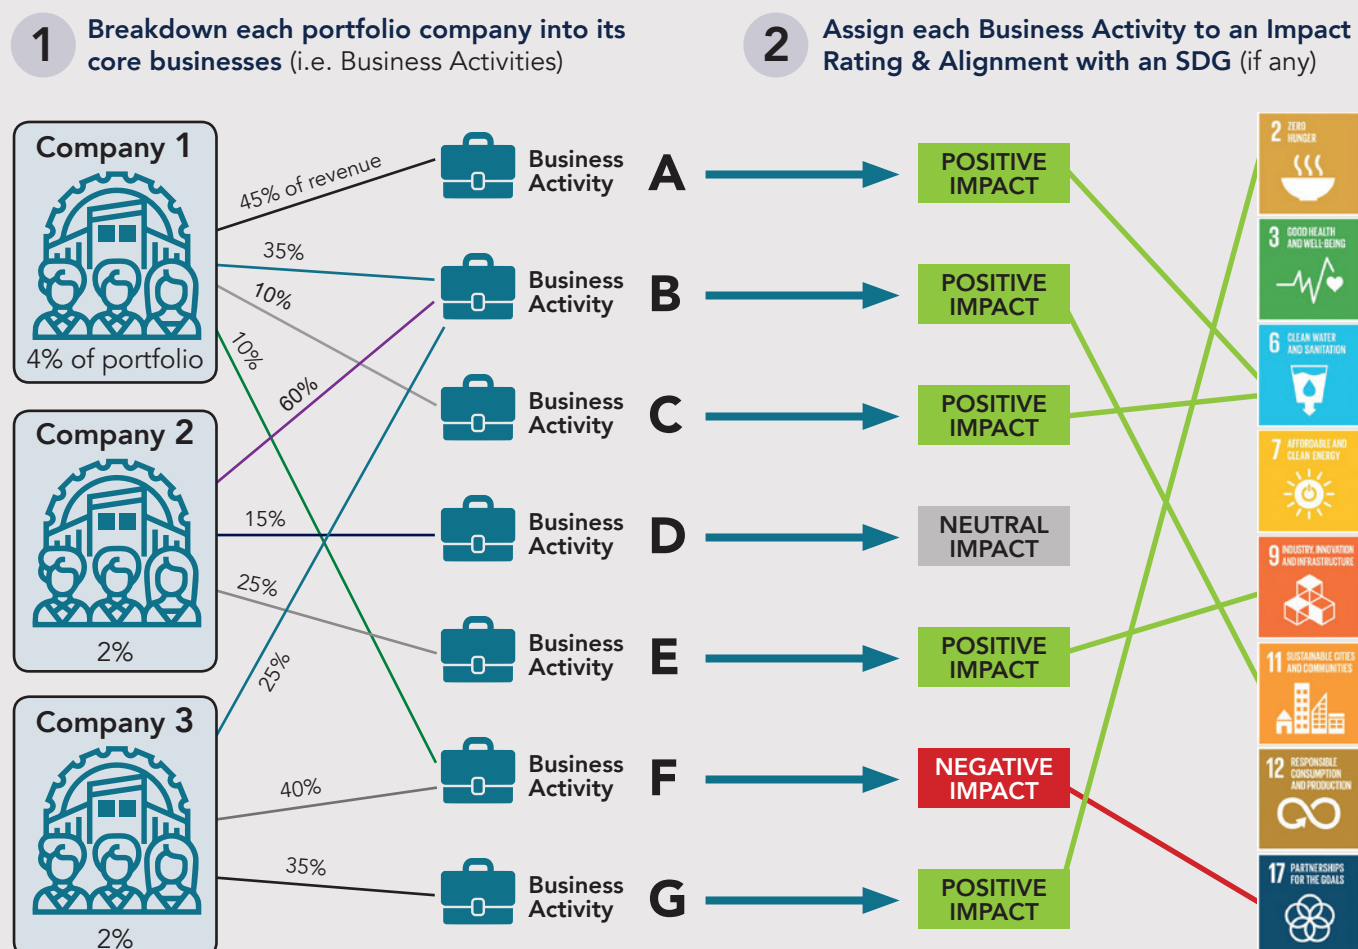 1
Breakdown each portfolio company into its
core businesses (i.e. Business Activities)
2
Assign each Business Activity to an Impact
Rating & Alignment with an SDG (if any)
Company 1
4% of portfolio
Company 2
2%
Company 3
2%
45% of revenue
35%
10%
10%
60%
15%
25%
25%
40%
35%
Business
Activity
A
Business
Activity
B
Business
Activity
C
Business
Activity
D
Business
Activity
E
Business
Activity
F
Business
Activity
G
POSITIVE
IMPACT
POSITIVE
IMPACT
POSITIVE
IMPACT
NEUTRAL
IMPACT
POSITIVE
IMPACT
NEGATIVE
IMPACT
POSITIVE
IMPACT
2 ZERO
HUNGER
3 GOOD HEALTH
AND WELL-BEING
6 CLEAN WATER
AND SANITATION
7 AFFORDABLE AND
CLEAN ENERGY
9 INDUSTRY, INNOVATION
AND INFRASTRUCTURE
11 SUSTAINABLE CITIES
AND COMMUNITIES
12 RESPONSIBLE
CONSUMPTION
AND PRODUCTION
17 PARTNERSHIPS
FOR THE GOALS